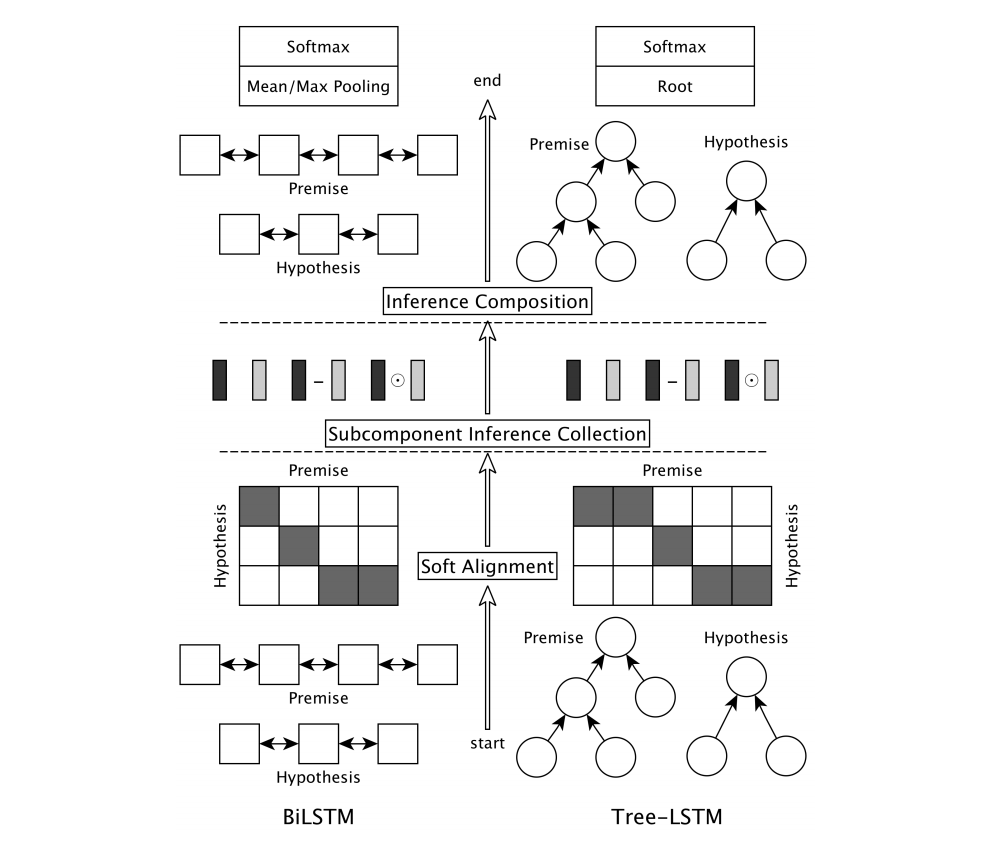 Softmax
Mean/Max Pooling
end
Softmax
Root
Premise
Hypothesis
Premise
Hypothesis
Inference Composition
–
⊙
–
⊙
Subcomponent Inference Collection
Premise
Hypothesis
Premise
Hypothesis
Soft Alignment
Premise
Hypothesis
start
Premise
Hypothesis
BiLSTM
Tree-LSTM